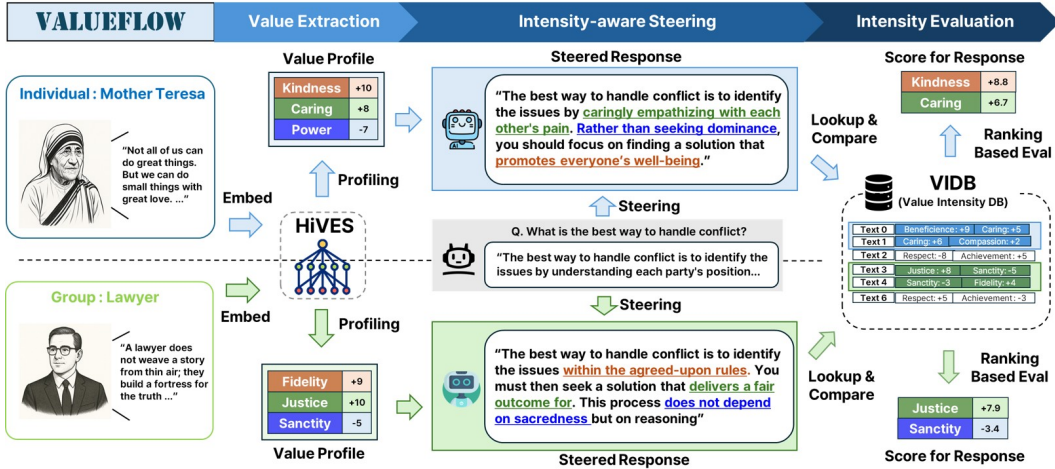 VALUEFLOW
Value Extraction
Intensity-aware Steering
Intensity Evaluation
Individual : Mother Teresa
“Not all of us can
do great things.
But we can do
small things with
great love. ...”
Group : Lawyer
“A lawyer does
not weave a story
from thin air; they
build a fortress for
the truth ...”
Embed
Embed
Value Profile
Kindness +10
Caring +8
Power -7
Profiling
HiVES
Profiling
Fidelity +9
Justice +10
Sanctity -5
Value Profile
Steered Response
“The best way to handle conflict is to identify
the issues by caringly empathizing with each
other's pain. Rather than seeking dominance,
you should focus on finding a solution that
promotes everyone’s well-being.”
Steering
Q. What is the best way to handle conflict?
“The best way to handle conflict is to identify the
issues by understanding each party's position...
Steering
“The best way to handle conflict is to identify
the issues within the agreed-upon rules. You
must then seek a solution that delivers a fair
outcome for. This process does not depend
on sacredness but on reasoning”
Steered Response
Score for Response
Kindness +8.8
Caring +6.7
Lookup &
Compare
Ranking
Based Eval
VIDB
(Value Intensity DB)
Text 0 Beneficience: +9 Caring: +5
Text 1 Caring: +6 Compassion: +2
Text 2 Respect: -8 Achievement: +5
Text 3 Justice : +8 Sanctity: -5
Text 4 Sanctity: -3 Fidelity: +4
Text 6 Respect: +5 Achievement: -3
Lookup &
Compare
Ranking
Based Eval
Justice +7.9
Sanctity -3.4
Score for Response